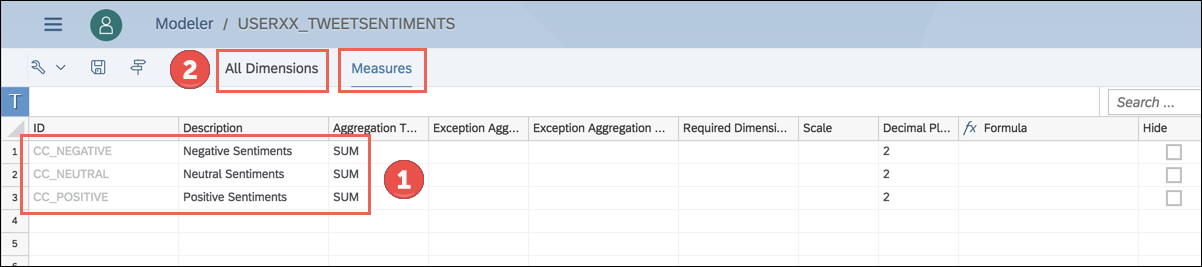 Modeler / USERXX_TWEETSENTIMENTS
2 All Dimensions Measures
T
Search ...
ID Description Aggregation T... Exception Agg... Exception Aggregation ... Required Dimensi... Scale Decimal Pl... fx Formula Hide
1 CC_NEGATIVE Negative Sentiments SUM 2
2 CC_NEUTRAL Neutral Sentiments SUM 2
3 CC_POSITIVE Positive Sentiments SUM 2
1
4
5
6